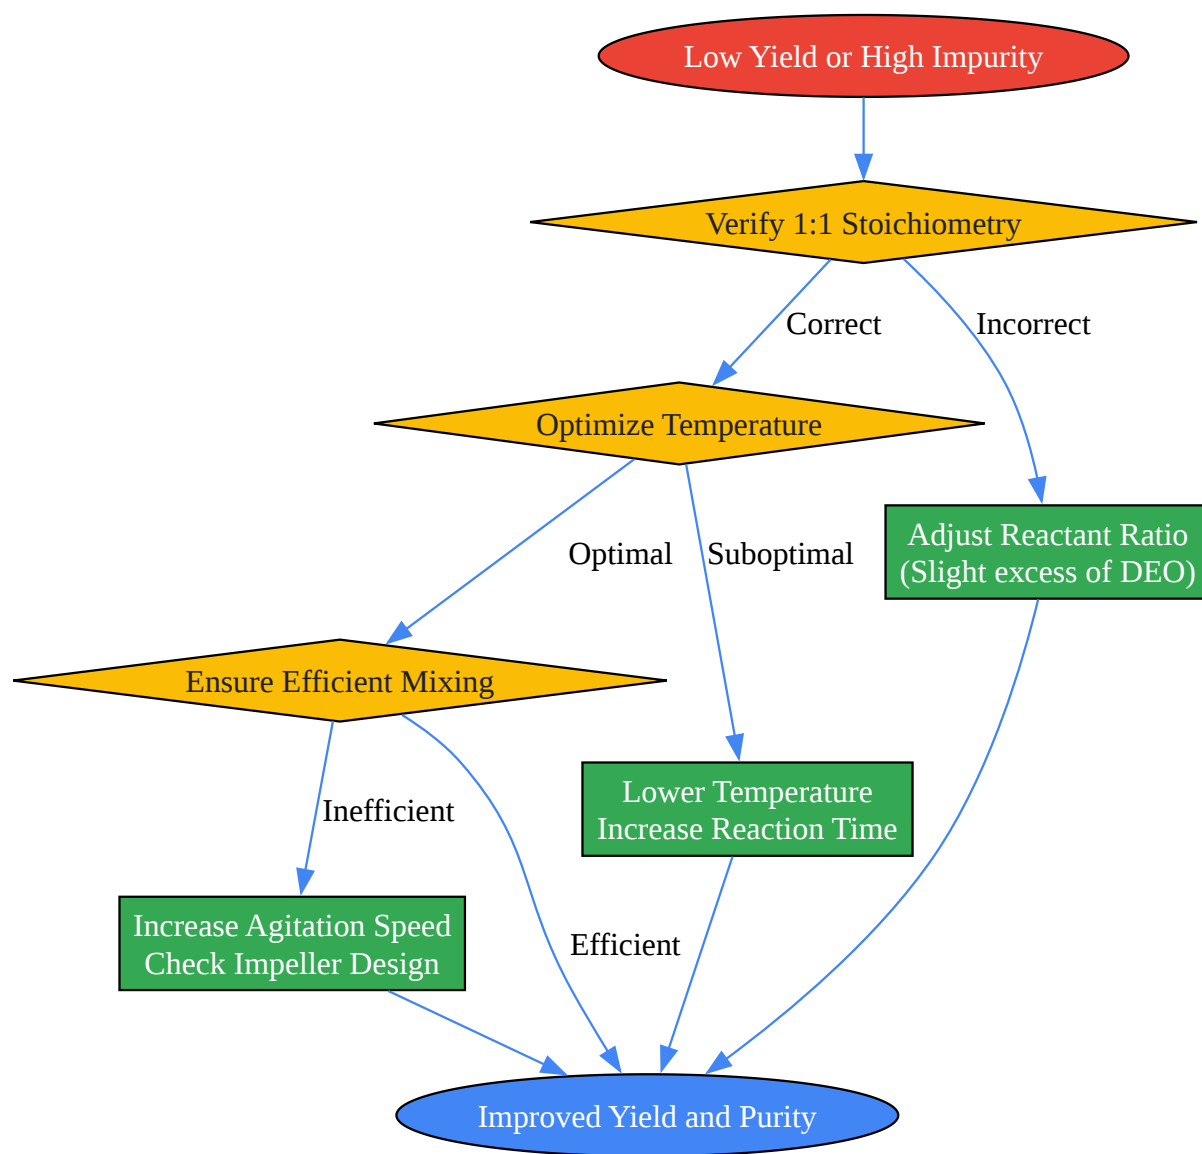 Low Yield or High Impurity
Verify 1:1 Stoichiometry
Correct
Incorrect
Optimize Temperature
Adjust Reactant Ratio
(Slight excess of DEO)
Optimal
Suboptimal
Ensure Efficient Mixing
Lower Temperature
Increase Reaction Time
Inefficient
Increase Agitation Speed
Check Impeller Design
Efficient
Improved Yield and Purity